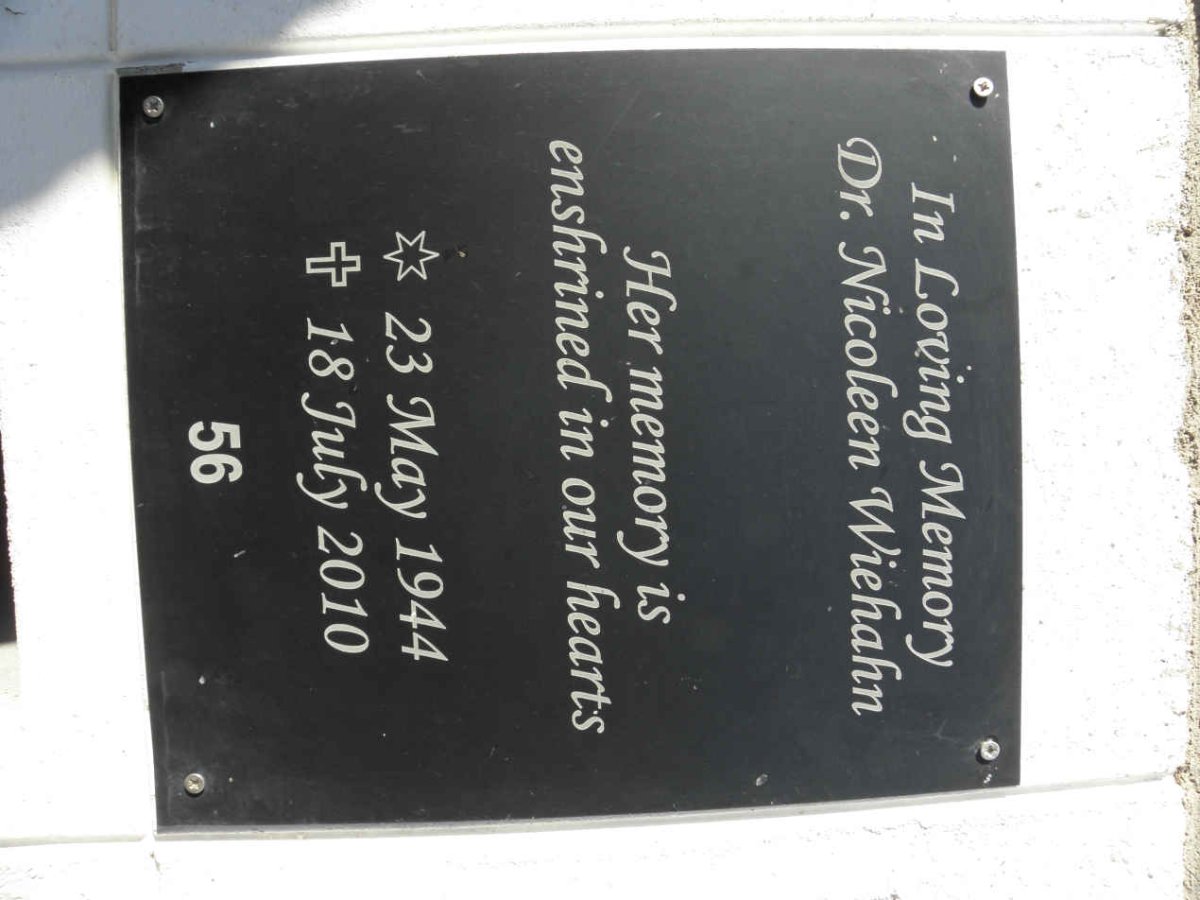 In Loving Memory
Dr. Nicoleen Wiehahn
Her memory is
enshrined in our hearts
23 May 1944
18 July 2010
56